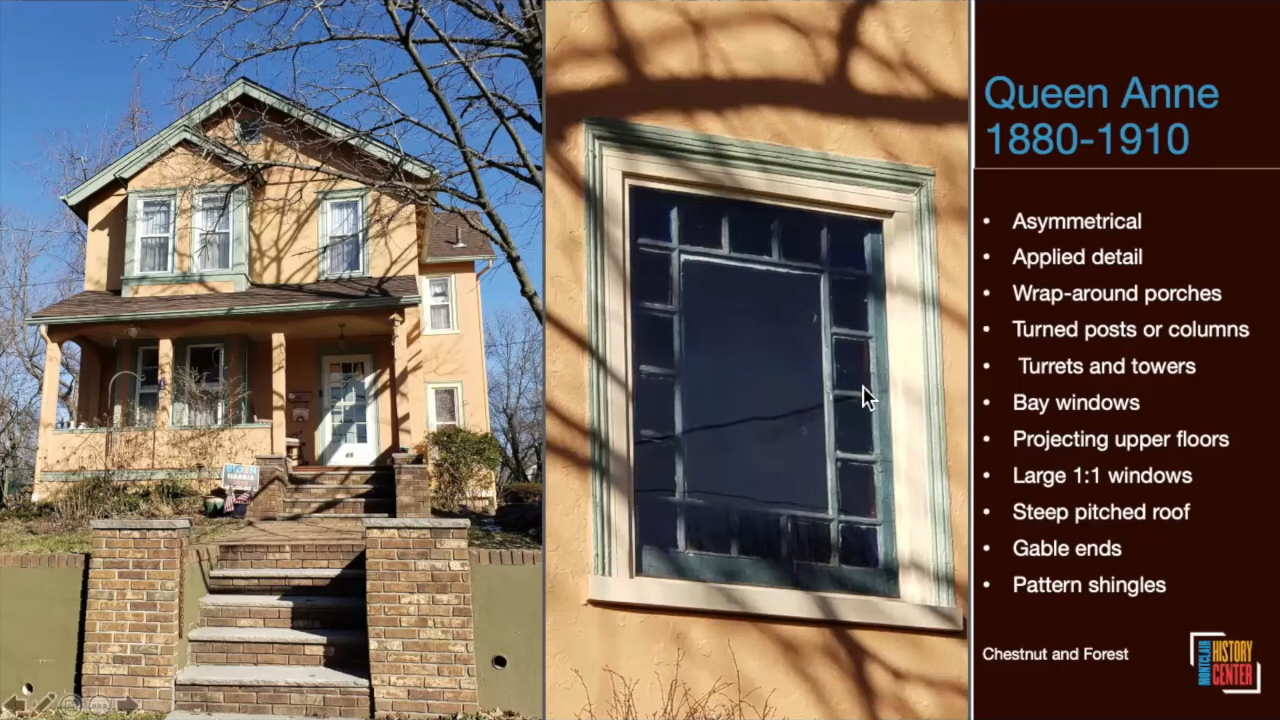 Queen Anne
1880-1910
• Asymmetrical
• Applied detail
• Wrap-around porches
• Turned posts or columns
• Turrets and towers
• Bay windows
• Projecting upper floors
• Large 1:1 windows
• Steep pitched roof
• Gable ends
• Pattern shingles
Chestnut and Forest
MONTCLAIR
HISTORY
CENTER
HARRIS